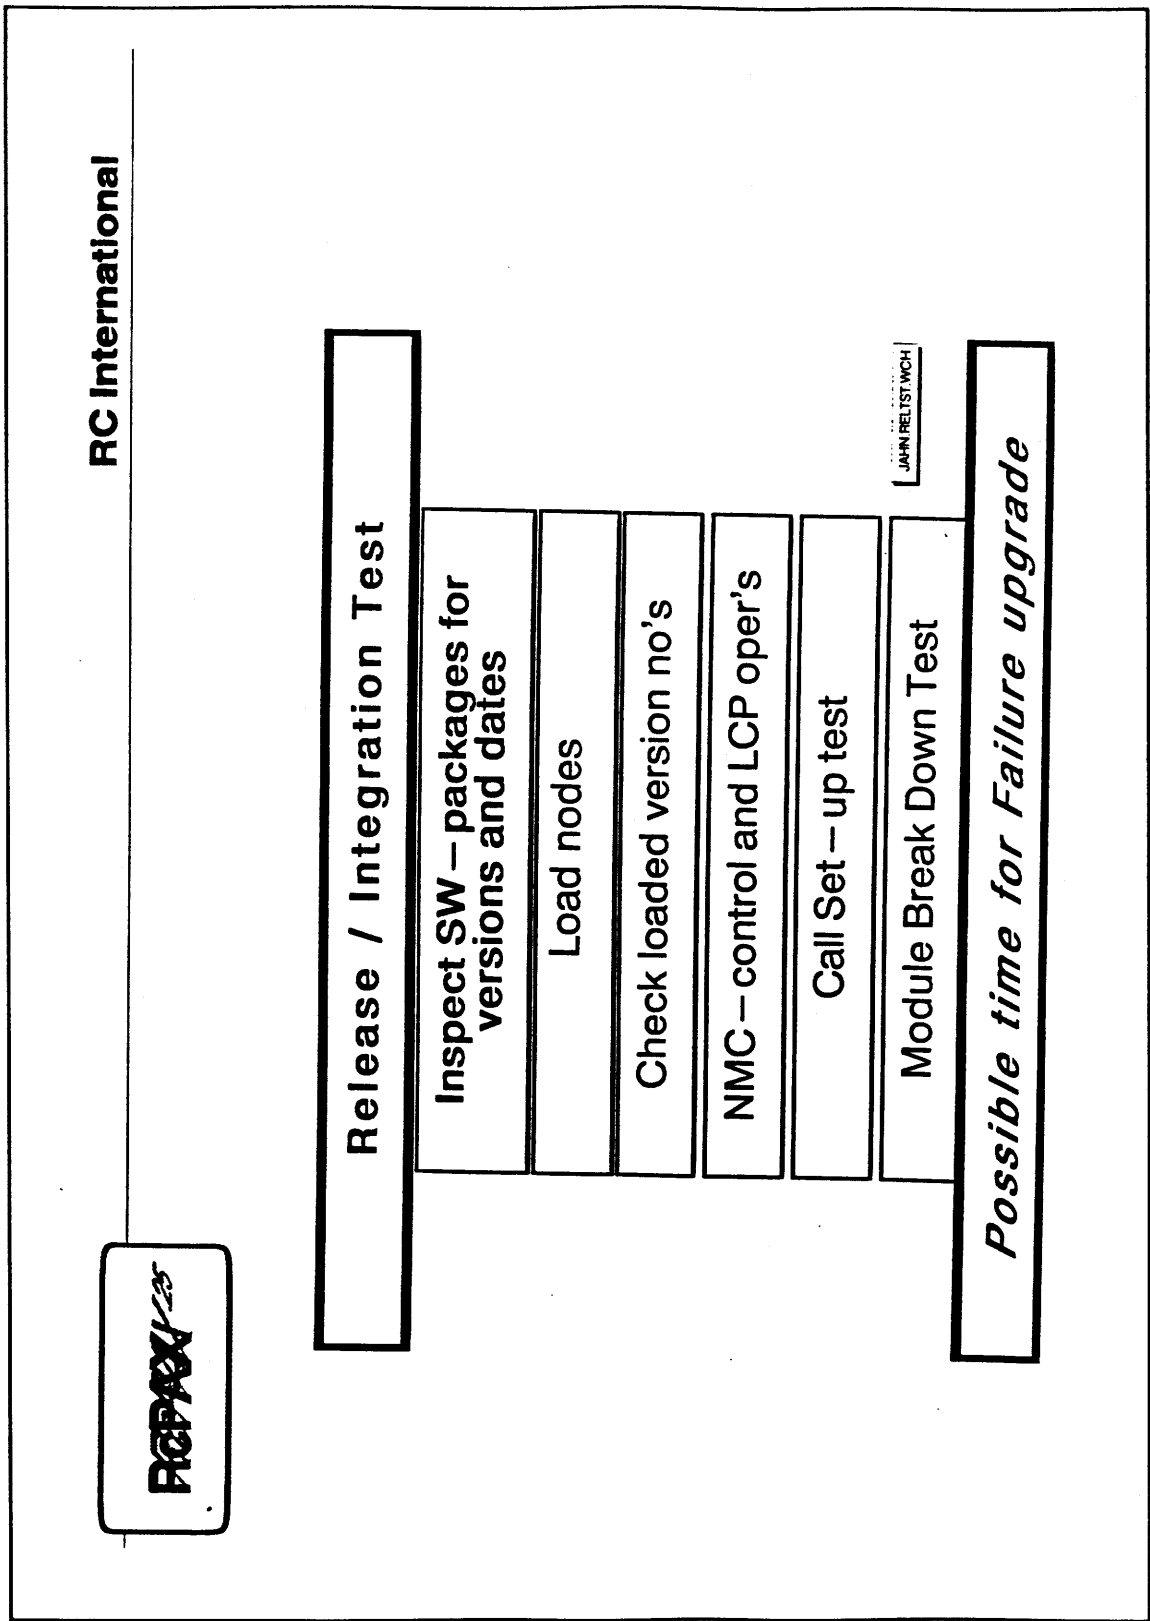 RC International
Release / Integration Test
Inspect SW—packages for
versions and dates
Load nodes
Check loaded version no's
NMC—control and LCP oper's
Call Set—up test
Module Break Down Test
JAHN.RELTST.WCH
Possible time for Failure upgrade